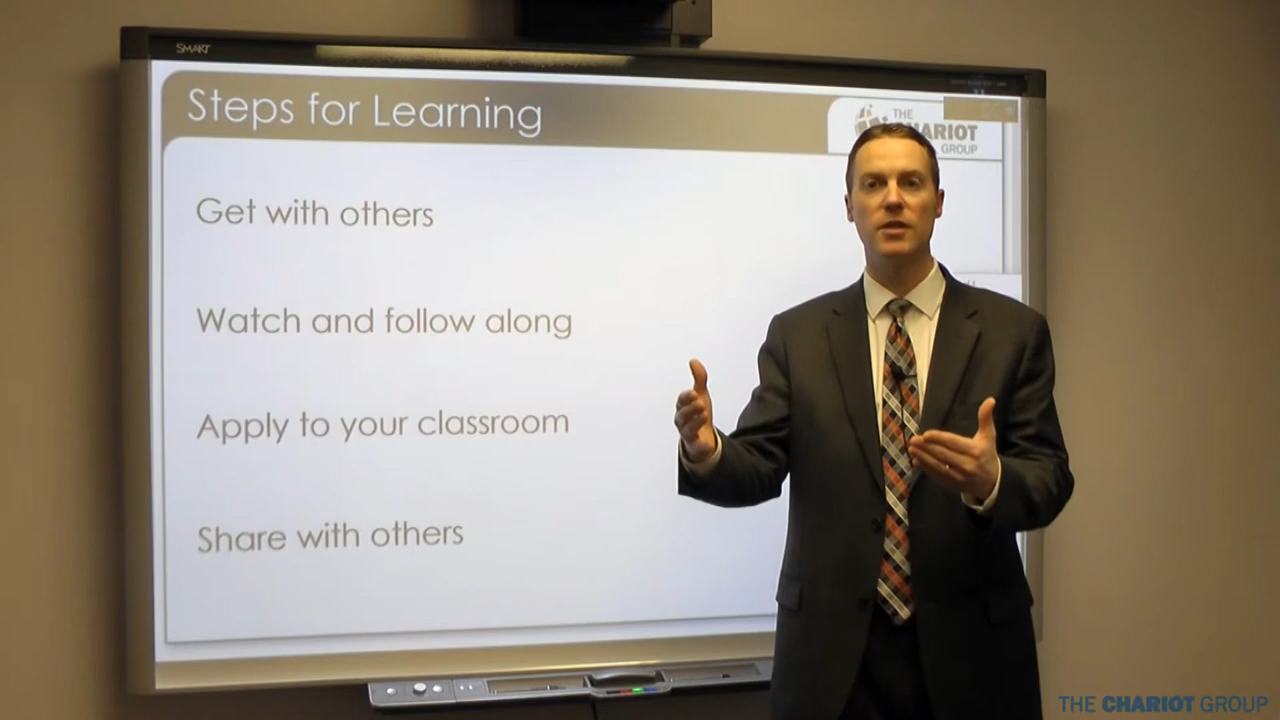 SMART
Steps for Learning
THE
CHARIOT
GROUP
Get with others
Watch and follow along
Apply to your classroom
Share with others
THE CHARIOT GROUP